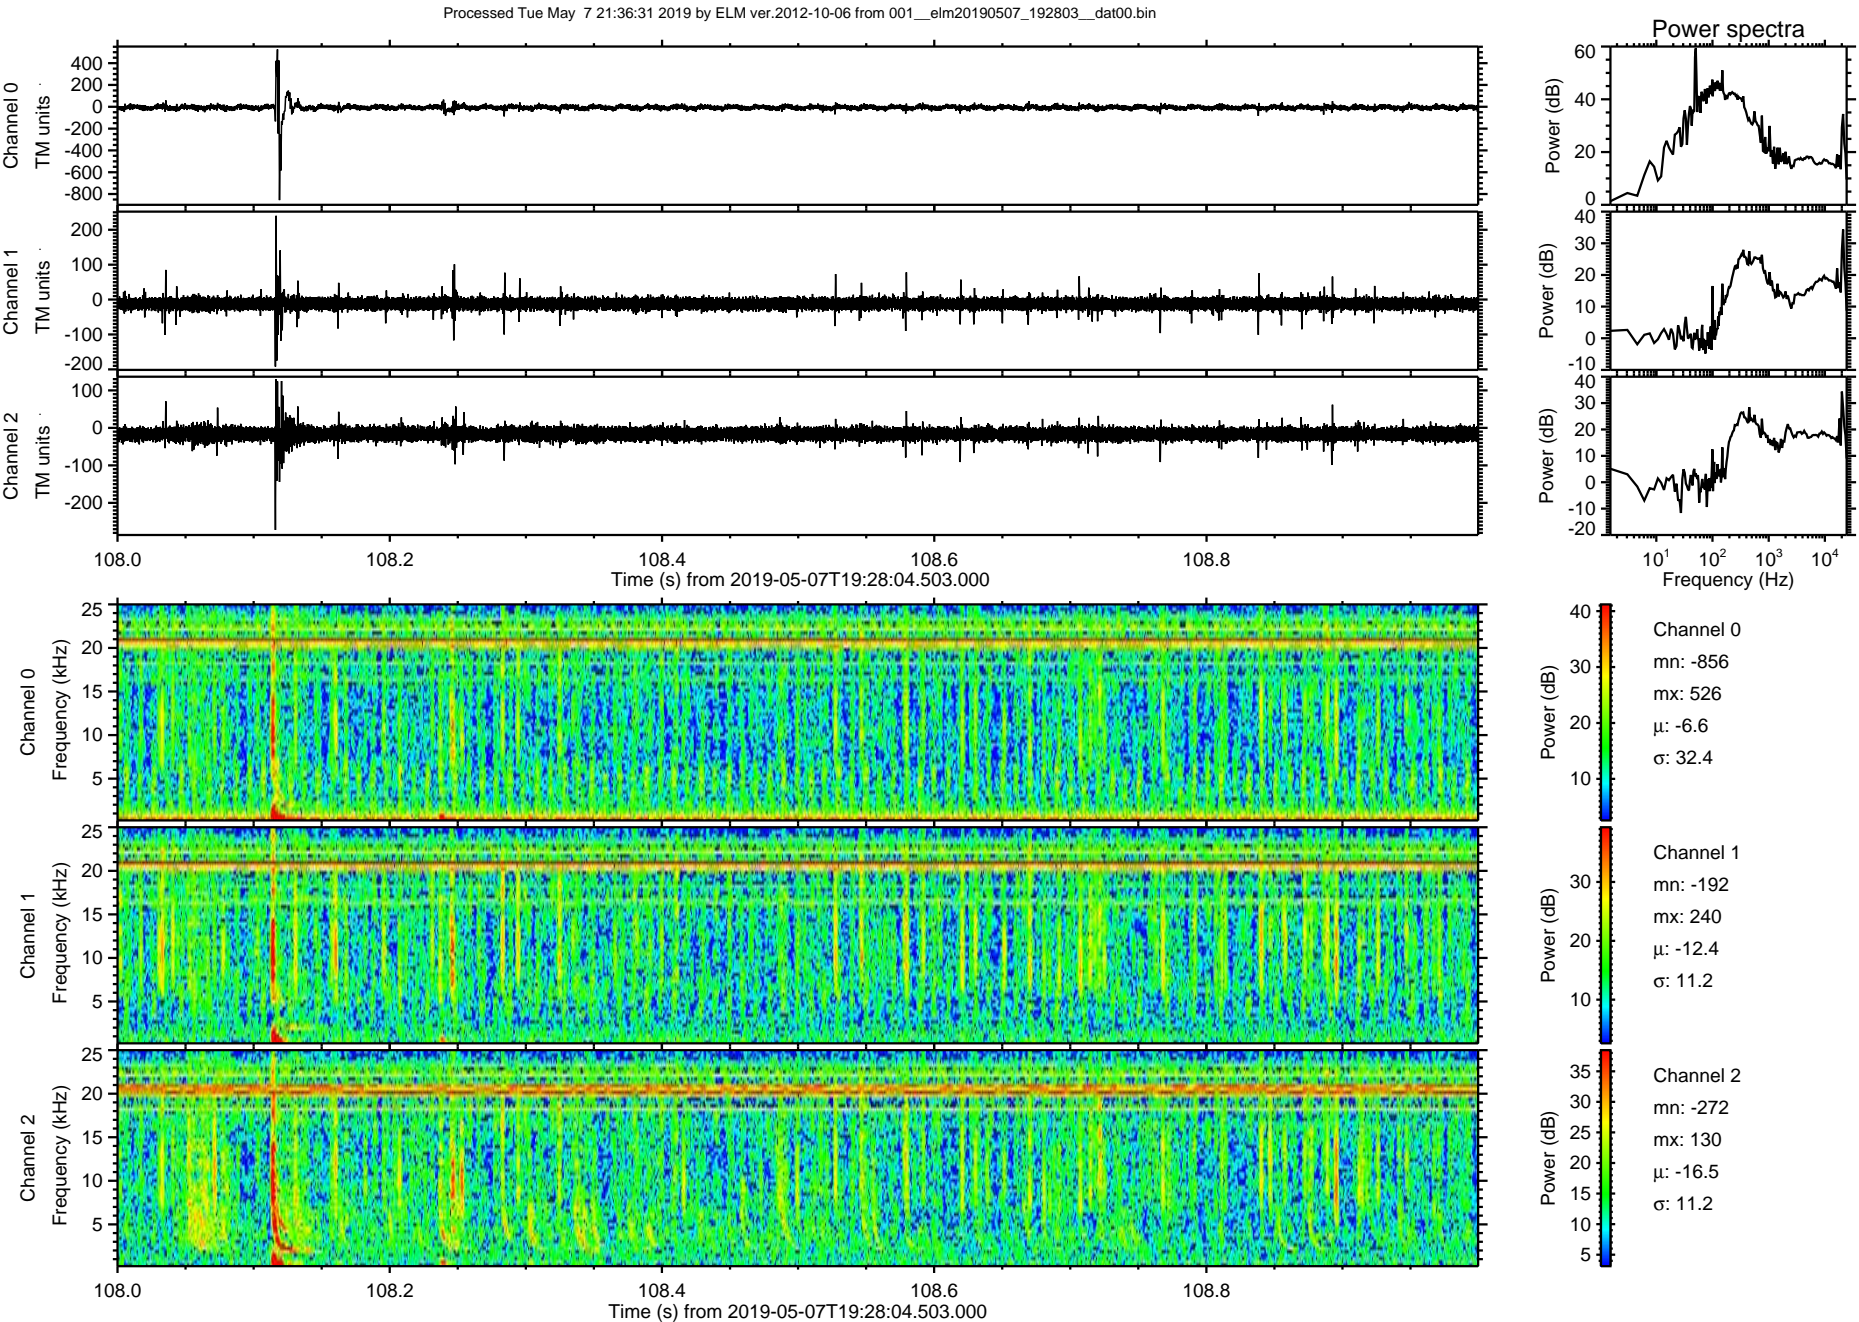 Processed Tue May  7 21:36:31 2019 by ELM ver.2012-10-06 from 001__elm20190507_192803__dat00.bin
Power spectra
Channel 0
TM units
400
200
0
-200
-400
-600
-800
Power (dB)
60
40
20
0
Channel 1
TM units
200
100
0
-100
-200
Power (dB)
40
30
20
10
0
-10
Channel 2
TM units
100
0
-100
-200
Power (dB)
40
30
20
10
0
-10
-20
108.0 108.2 108.4 108.6 108.8
Time (s) from 2019-05-07T19:28:04.503.000
10¹ 10² 10³ 10⁴
Frequency (Hz)
Channel 0
Frequency (kHz)
25
20
15
10
5
Power (dB)
40
30
20
10
Channel 0
mn: -856
mx: 526
μ: -6.6
σ: 32.4
Channel 1
Frequency (kHz)
25
20
15
10
5
Power (dB)
30
20
10
Channel 1
mn: -192
mx: 240
μ: -12.4
σ: 11.2
Channel 2
Frequency (kHz)
25
20
15
10
5
Power (dB)
35
30
25
20
15
10
5
Channel 2
mn: -272
mx: 130
μ: -16.5
σ: 11.2
108.0 108.2 108.4 108.6 108.8
Time (s) from 2019-05-07T19:28:04.503.000